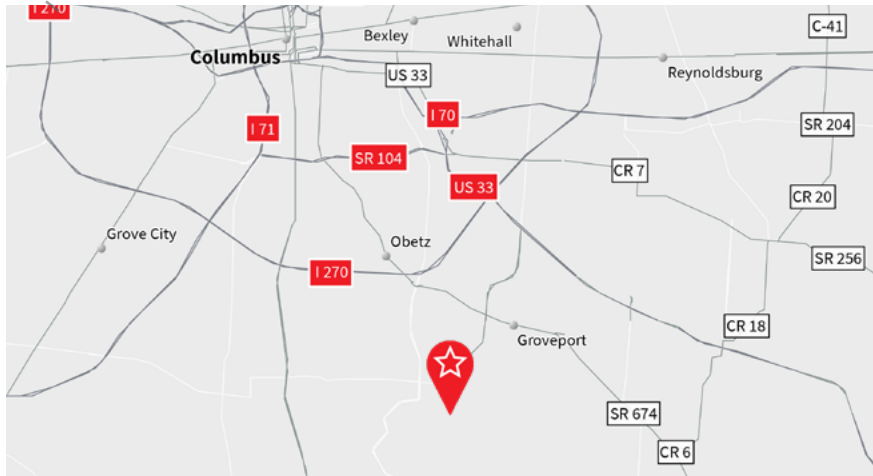 I 270
Bexley
Whitehall
C-41
Columbus
US 33
Reynoldsburg
I 70
I 71
SR 204
SR 104
CR 7
US 33
CR 20
Grove City
Obetz
SR 256
I 270
CR 18
Groveport
SR 674
CR 6